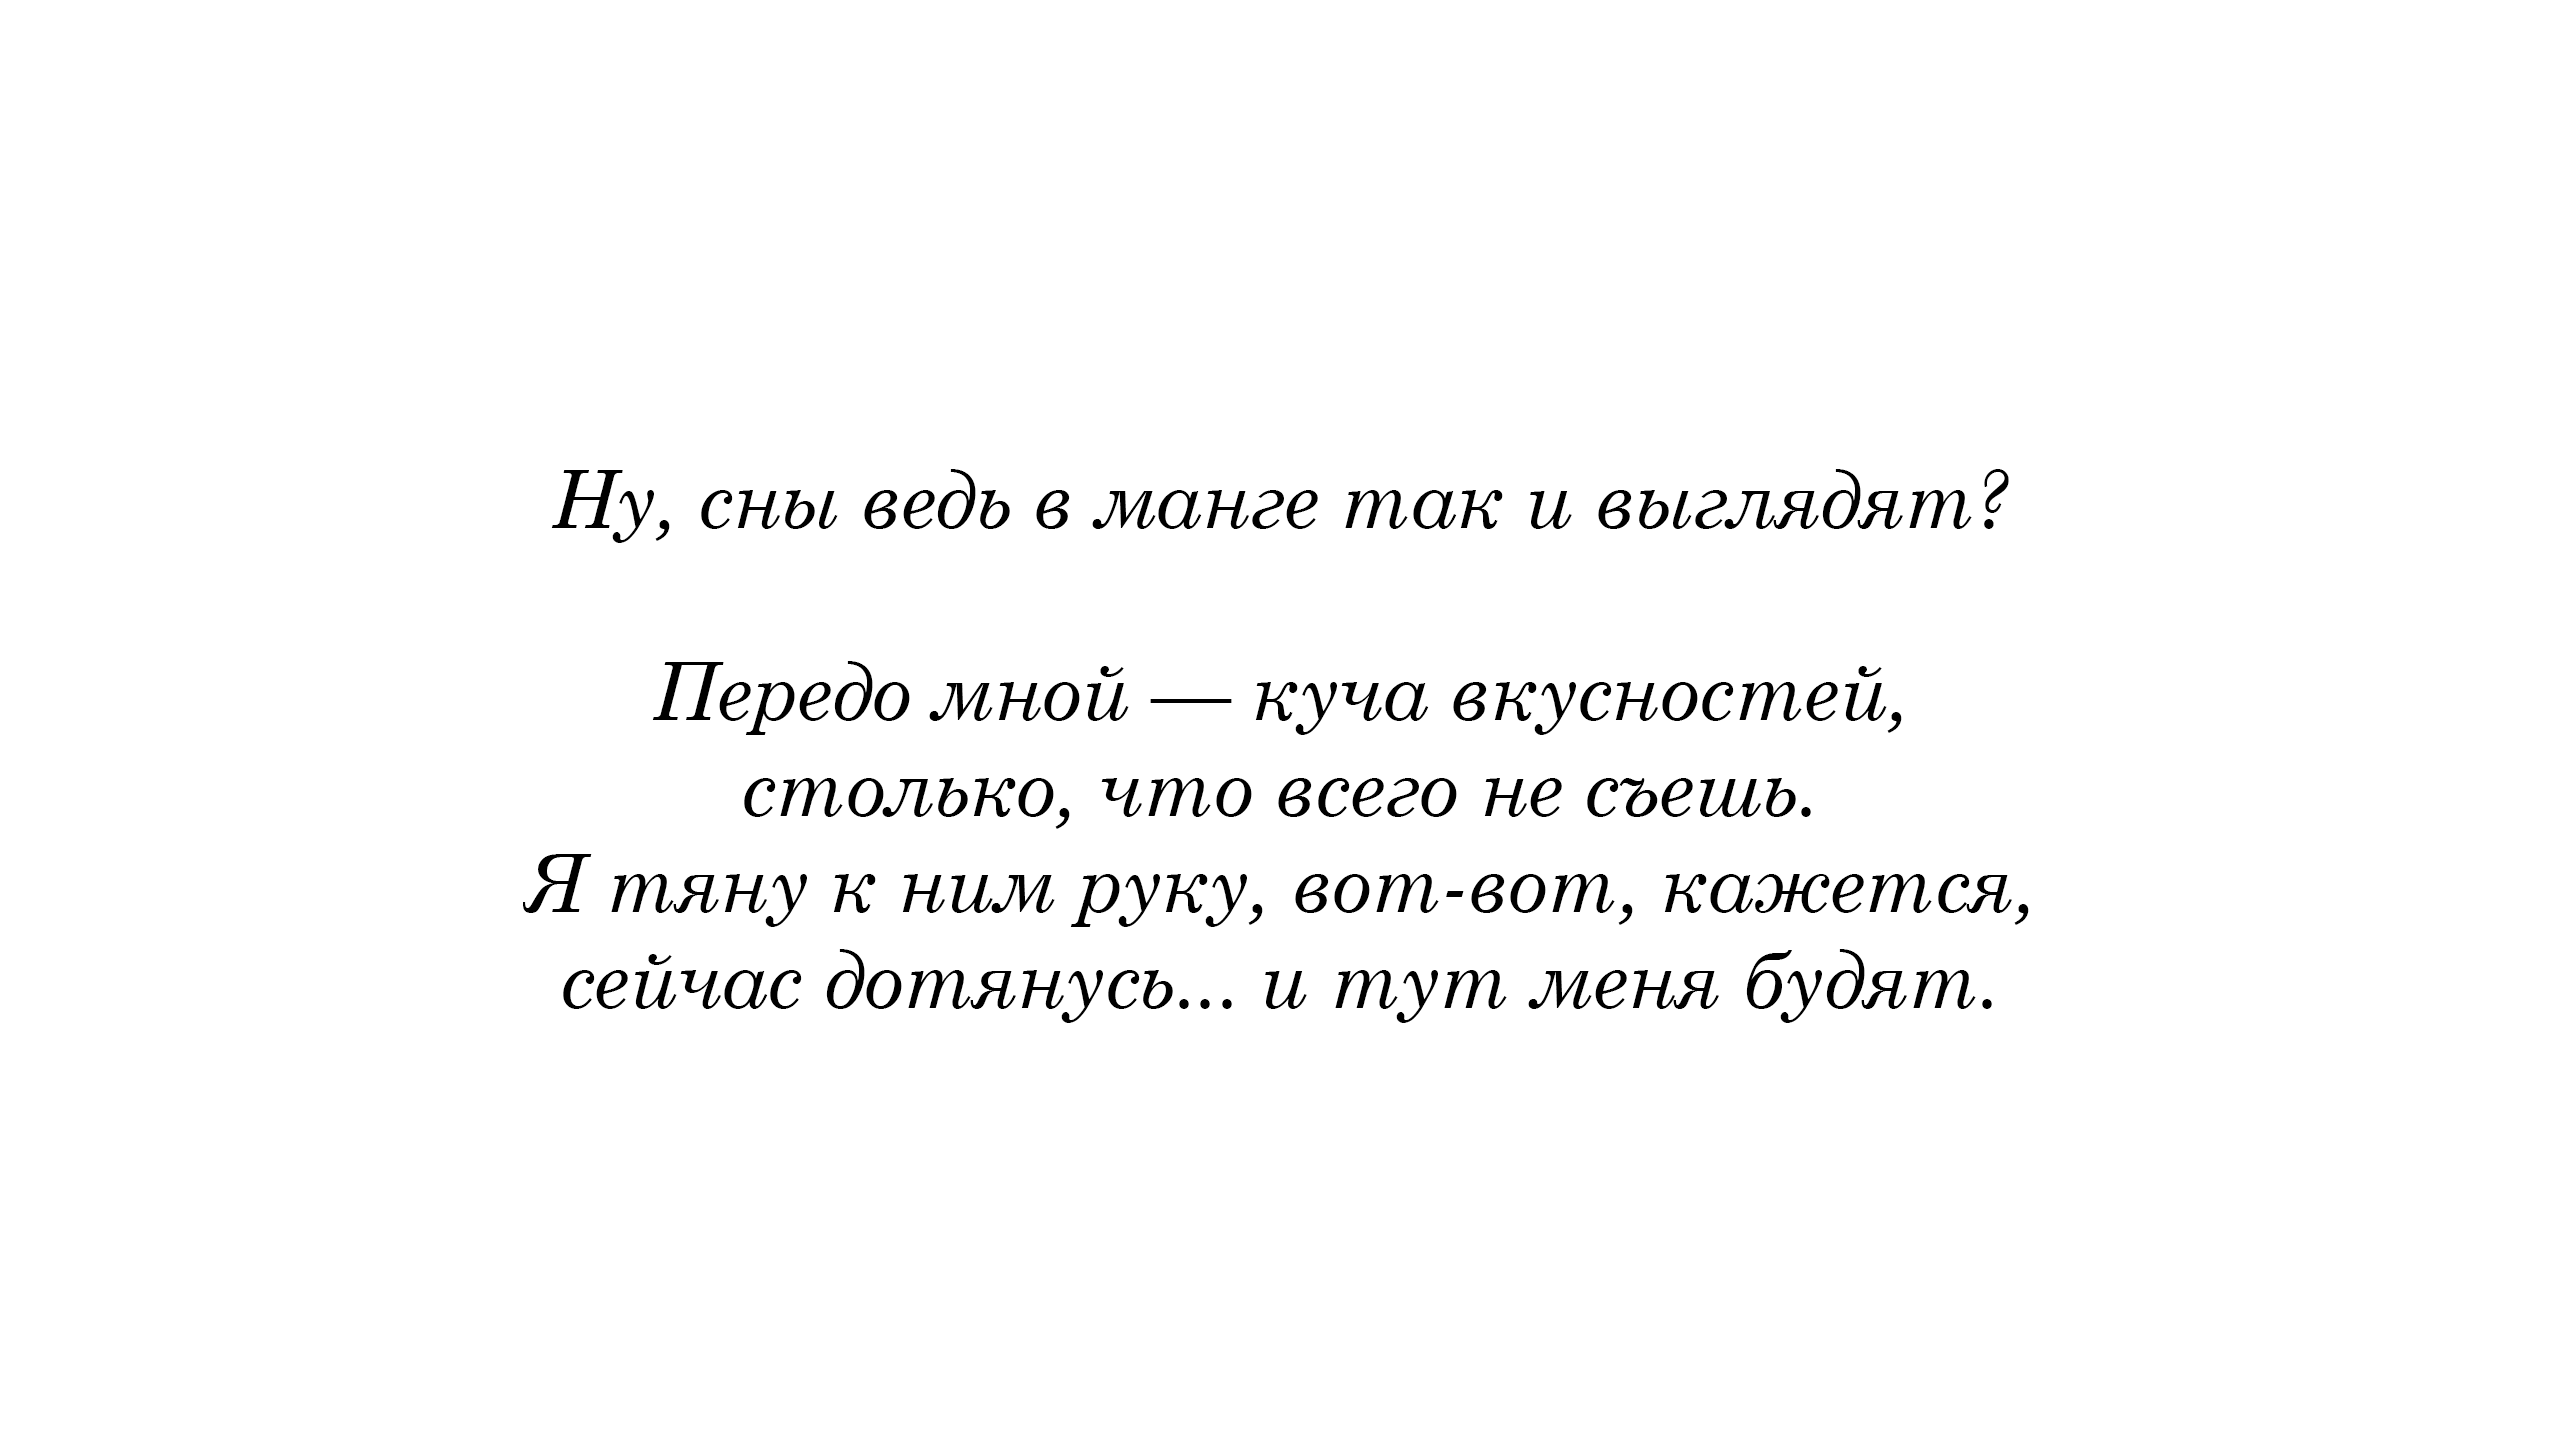 Ну, сны ведь в манге так и выглядят?
Передо мной — куча вкусностей,
столько, что всего не съешь.
Я тяну к ним руку, вот-вот, кажется,
сейчас дотянусь... и тут меня будят.